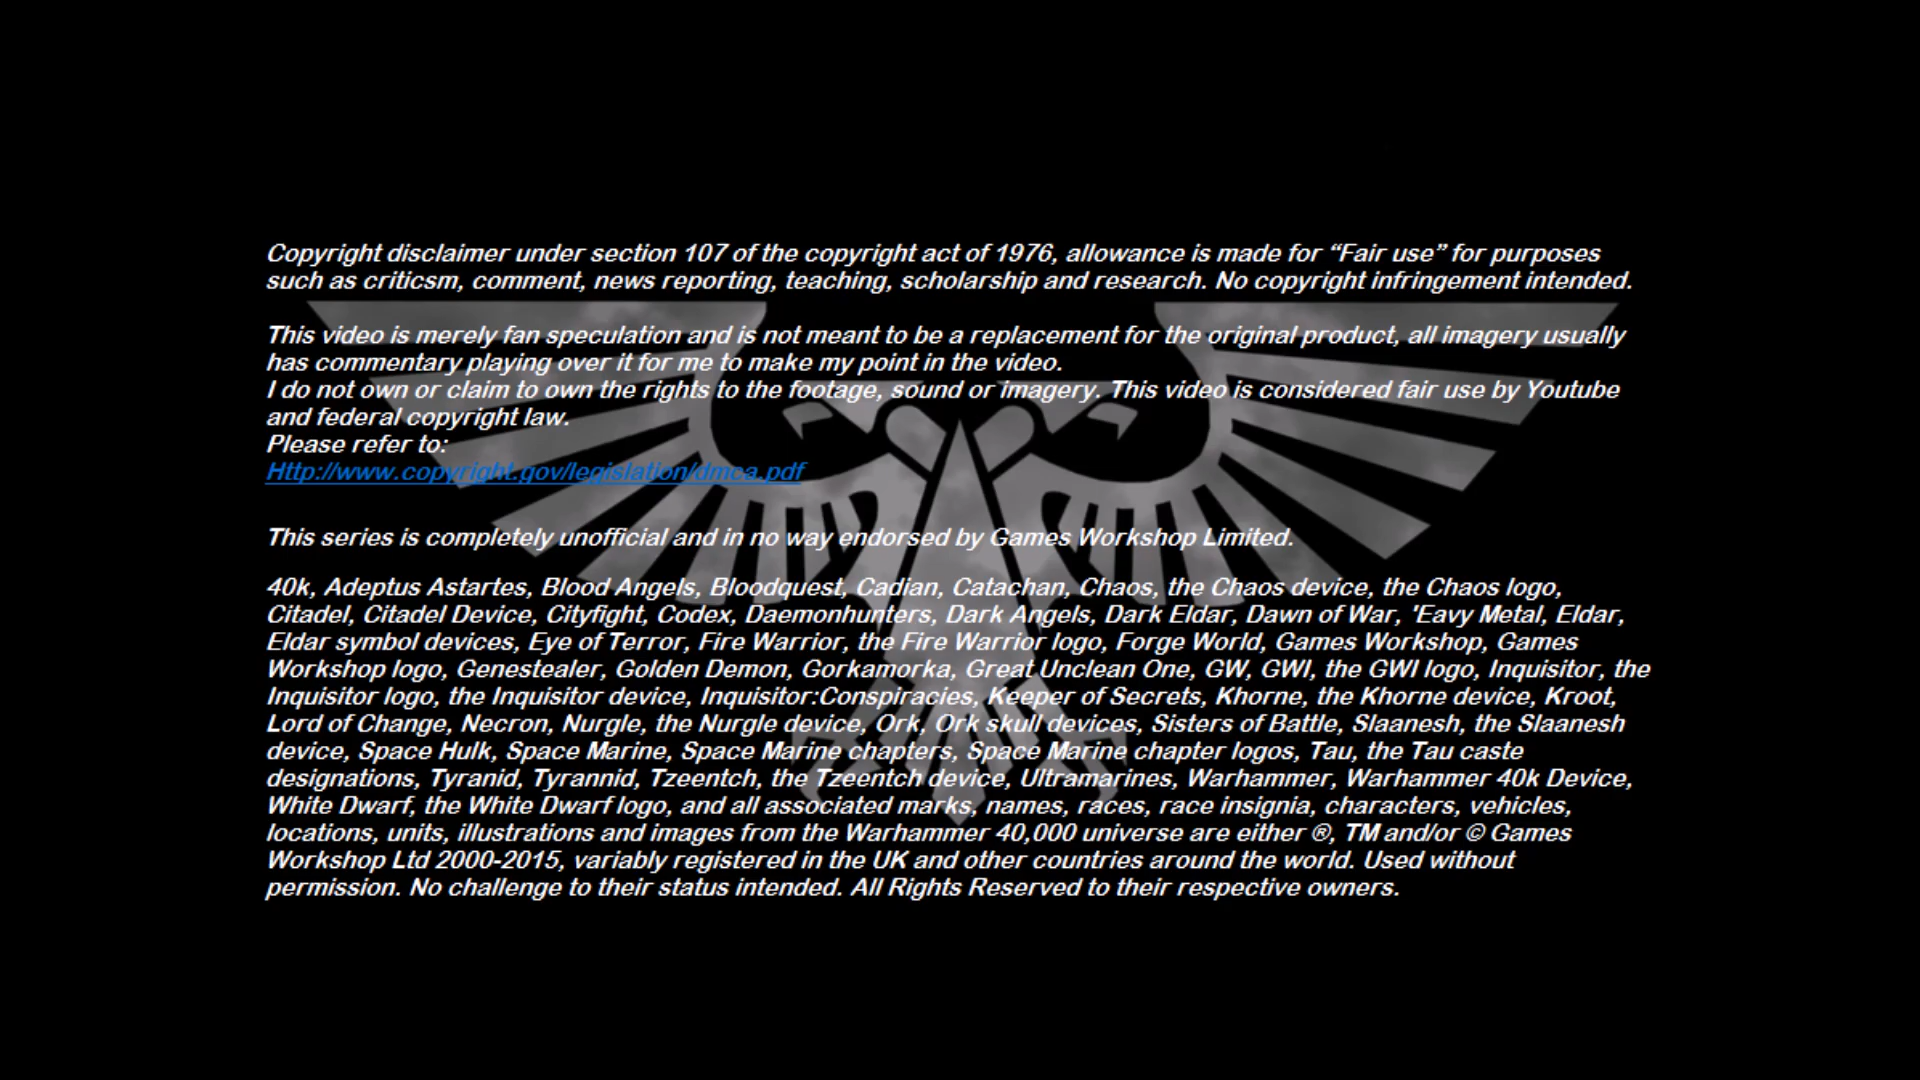 Copyright disclaimer under section 107 of the copyright act of 1976, allowance is made for “Fair use” for purposes
such as criticsm, comment, news reporting, teaching, scholarship and research. No copyright infringement intended.
This video is merely fan speculation and is not meant to be a replacement for the original product, all imagery usually
has commentary playing over it for me to make my point in the video.
I do not own or claim to own the rights to the footage, sound or imagery. This video is considered fair use by Youtube
and federal copyright law.
Please refer to:
Http://www.copyright.gov/legislation/dmca.pdf
This series is completely unofficial and in no way endorsed by Games Workshop Limited.
40k, Adeptus Astartes, Blood Angels, Bloodquest, Cadian, Catachan, Chaos, the Chaos device, the Chaos logo,
Citadel, Citadel Device, Cityfight, Codex, Daemonhunters, Dark Angels, Dark Eldar, Dawn of War, 'Eavy Metal, Eldar,
Eldar symbol devices, Eye of Terror, Fire Warrior, the Fire Warrior logo, Forge World, Games Workshop, Games
Workshop logo, Genestealer, Golden Demon, Gorkamorka, Great Unclean One, GW, GWI, the GWI logo, Inquisitor, the
Inquisitor logo, the Inquisitor device, Inquisitor:Conspiracies, Keeper of Secrets, Khorne, the Khorne device, Kroot,
Lord of Change, Necron, Nurgle, the Nurgle device, Ork, Ork skull devices, Sisters of Battle, Slaanesh, the Slaanesh
device, Space Hulk, Space Marine, Space Marine chapters, Space Marine chapter logos, Tau, the Tau caste
designations, Tyranid, Tyrannid, Tzeentch, the Tzeentch device, Ultramarines, Warhammer, Warhammer 40k Device,
White Dwarf, the White Dwarf logo, and all associated marks, names, races, race insignia, characters, vehicles,
locations, units, illustrations and images from the Warhammer 40,000 universe are either ®, TM and/or © Games
Workshop Ltd 2000-2015, variably registered in the UK and other countries around the world. Used without
permission. No challenge to their status intended. All Rights Reserved to their respective owners.